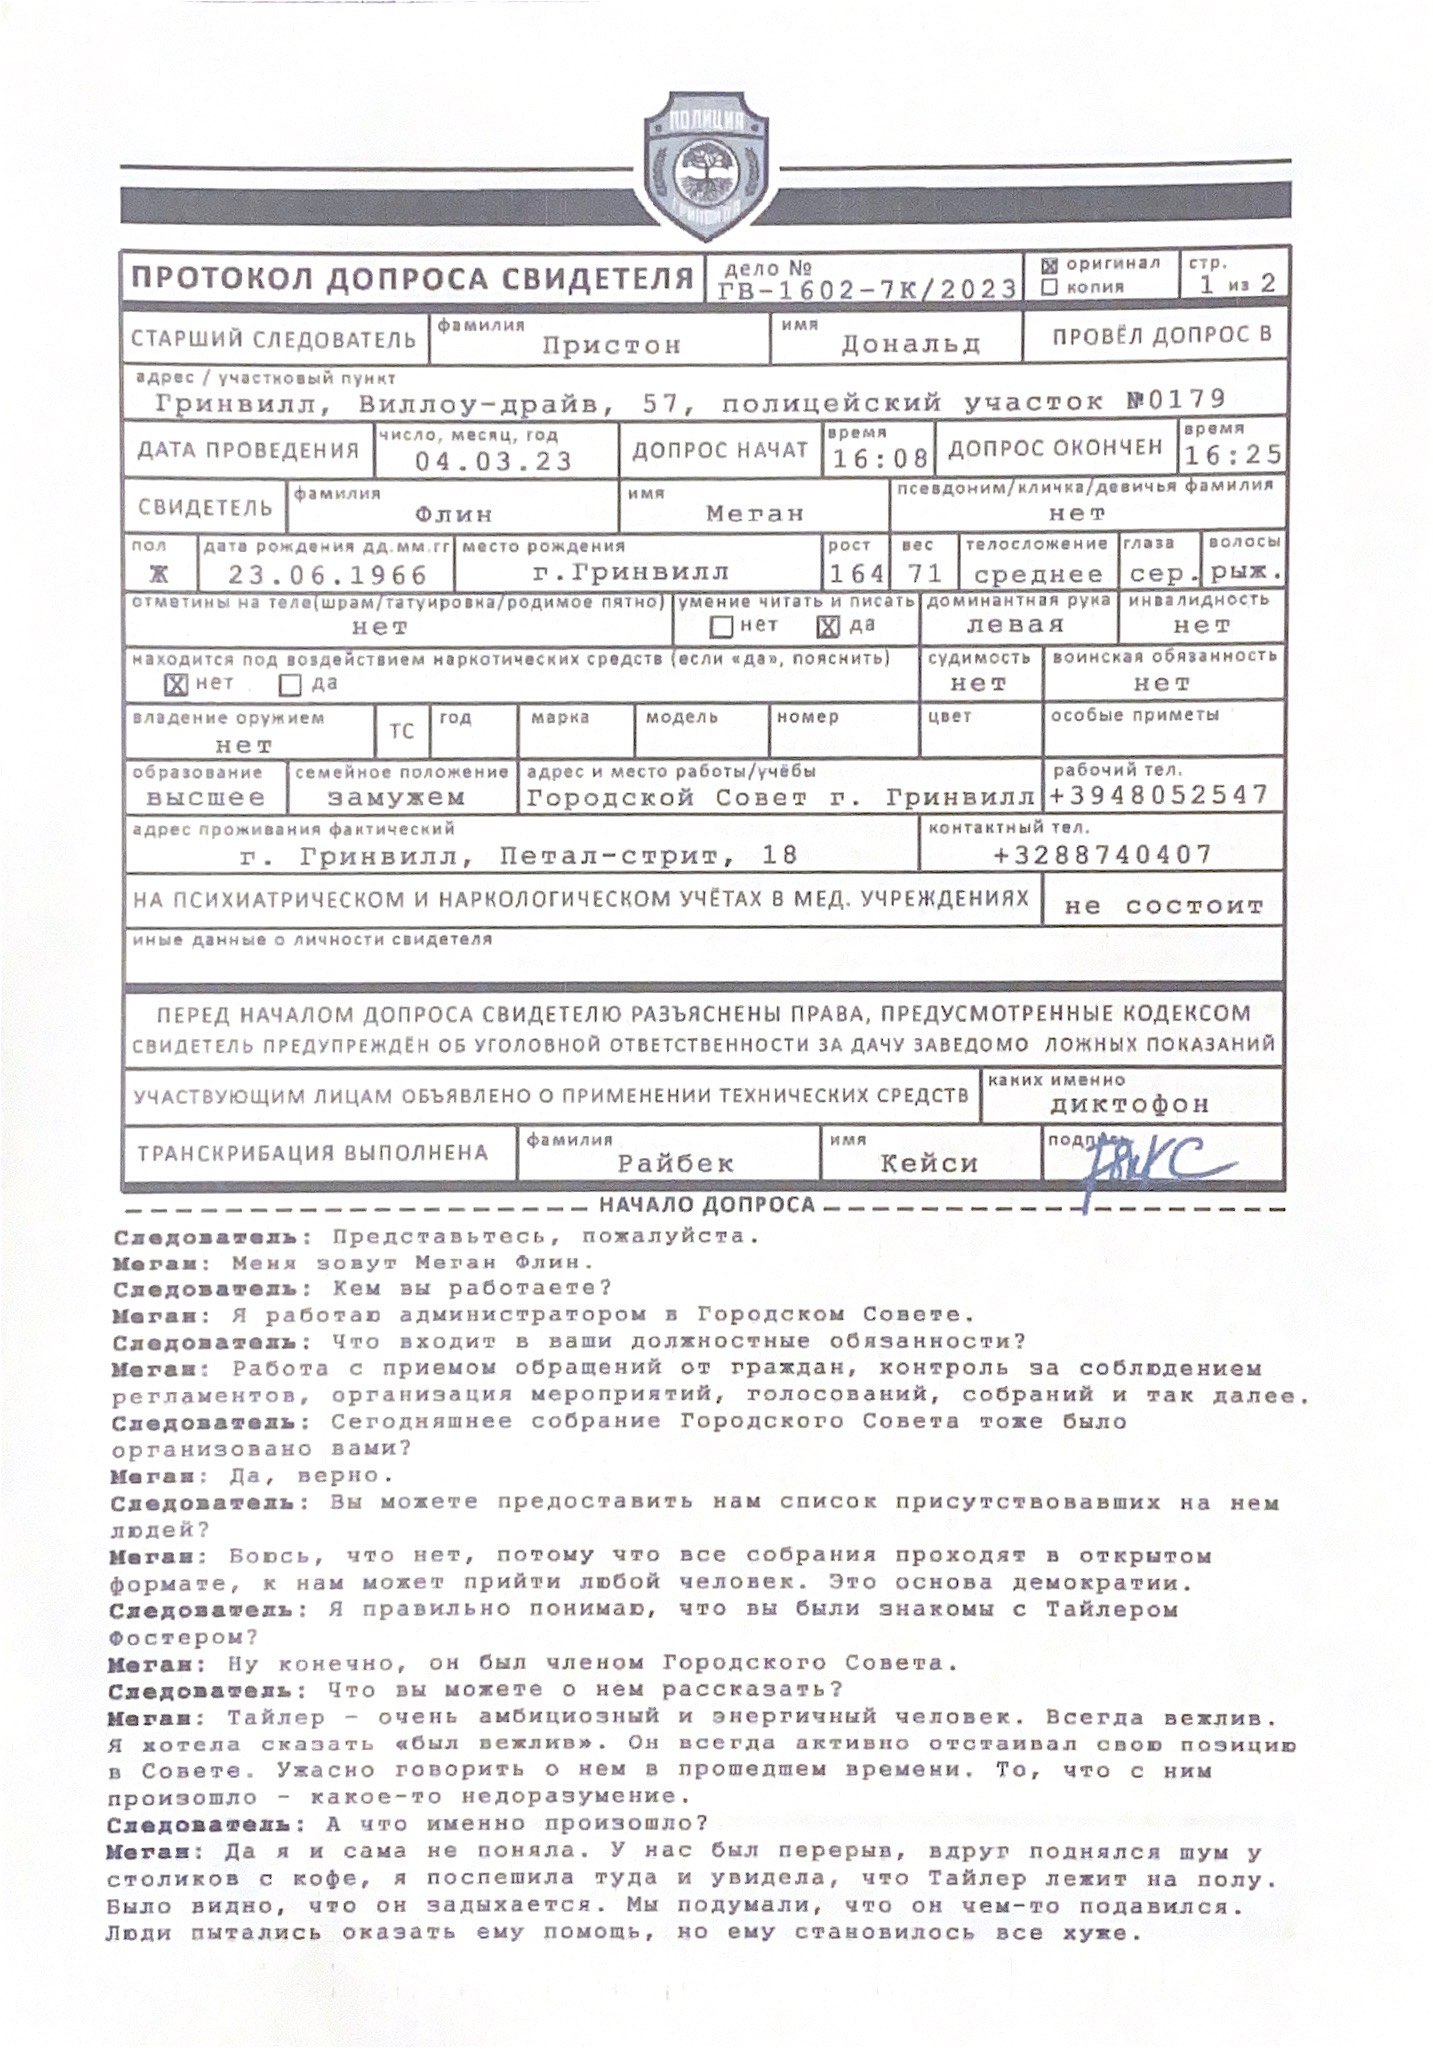 ПОЛИЦИЯ
ГРИНВИЛЛ
ПРОТОКОЛ ДОПРОСА СВИДЕТЕЛЯ
дело №
ГВ-1602-7К/2023
☒ оригинал
☐ копия
стр.
1 из 2
СТАРШИЙ СЛЕДОВАТЕЛЬ
фамилия
Пристон
имя
Дональд
ПРОВЁЛ ДОПРОС В
адрес / участковый пункт
Гринвилл, Виллоу-драйв, 57, полицейский участок №0179
ДАТА ПРОВЕДЕНИЯ
число, месяц, год
04.03.23
ДОПРОС НАЧАТ
время
16:08
ДОПРОС ОКОНЧЕН
время
16:25
СВИДЕТЕЛЬ
фамилия
Флин
имя
Меган
псевдоним/кличка/девичья фамилия
нет
пол
Ж
дата рождения дд.мм.гг
23.06.1966
место рождения
г.Гринвилл
рост
164
вес
71
телосложение
среднее
глаза
сер.
волосы
рыж.
отметины на теле(шрам/татуировка/родимое пятно)
нет
умение читать и писать
☐ нет ☒ да
доминантная рука
левая
инвалидность
нет
находится под воздействием наркотических средств (если «да», пояснить)
☒ нет ☐ да
судимость
нет
воинская обязанность
нет
владение оружием
нет
ТС
год
марка
модель
номер
цвет
особые приметы
образование
высшее
семейное положение
замужем
адрес и место работы/учёбы
Городской Совет г. Гринвилл
рабочий тел.
+3948052547
адрес проживания фактический
г. Гринвилл, Петал-стрит, 18
контактный тел.
+3288740407
НА ПСИХИАТРИЧЕСКОМ И НАРКОЛОГИЧЕСКОМ УЧЁТАХ В МЕД. УЧРЕЖДЕНИЯХ
не состоит
иные данные о личности свидетеля
ПЕРЕД НАЧАЛОМ ДОПРОСА СВИДЕТЕЛЮ РАЗЪЯСНЕНЫ ПРАВА, ПРЕДУСМОТРЕННЫЕ КОДЕКСОМ
СВИДЕТЕЛЬ ПРЕДУПРЕЖДЁН ОБ УГОЛОВНОЙ ОТВЕТСТВЕННОСТИ ЗА ДАЧУ ЗАВЕДОМО ЛОЖНЫХ ПОКАЗАНИЙ
УЧАСТВУЮЩИМ ЛИЦАМ ОБЪЯВЛЕНО О ПРИМЕНЕНИИ ТЕХНИЧЕСКИХ СРЕДСТВ
каких именно
диктофон
ТРАНСКРИБАЦИЯ ВЫПОЛНЕНА
фамилия
Райбек
имя
Кейси
подпись
НАЧАЛО ДОПРОСА
Следователь: Представьтесь, пожалуйста.
Меган: Меня зовут Меган Флин.
Следователь: Кем вы работаете?
Меган: Я работаю администратором в Городском Совете.
Следователь: Что входит в ваши должностные обязанности?
Меган: Работа с приемом обращений от граждан, контроль за соблюдением
регламентов, организация мероприятий, голосований, собраний и так далее.
Следователь: Сегодняшнее собрание Городского Совета тоже было
организовано вами?
Меган: Да, верно.
Следователь: Вы можете предоставить нам список присутствовавших на нем
людей?
Меган: Боюсь, что нет, потому что все собрания проходят в открытом
формате, к нам может прийти любой человек. Это основа демократии.
Следователь: Я правильно понимаю, что вы были знакомы с Тайлером
Фостером?
Меган: Ну конечно, он был членом Городского Совета.
Следователь: Что вы можете о нем рассказать?
Меган: Тайлер – очень амбициозный и энергичный человек. Всегда вежлив.
Я хотела сказать «был вежлив». Он всегда активно отстаивал свою позицию
в Совете. Ужасно говорить о нем в прошедшем времени. То, что с ним
произошло – какое-то недоразумение.
Следователь: А что именно произошло?
Меган: Да я и сама не поняла. У нас был перерыв, вдруг поднялся шум у
столиков с кофе, я поспешила туда и увидела, что Тайлер лежит на полу.
Было видно, что он задыхается. Мы подумали, что он чем-то подавился.
Люди пытались оказать ему помощь, но ему становилось все хуже.